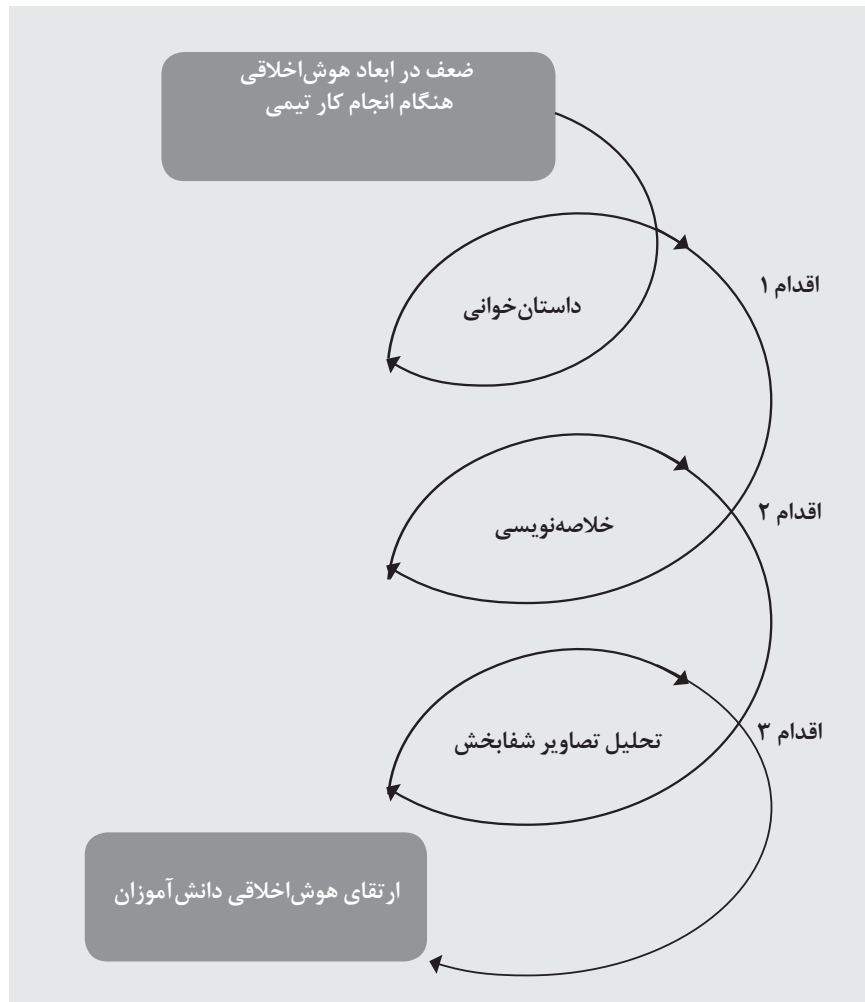 ضعف در ابعاد هوش‌اخلاقی
هنگام انجام کار تیمی
اقدام ۱
داستان‌خوانی
اقدام ۲
خلاصه‌نویسی
اقدام ۳
تحلیل تصاویر شفابخش
ارتقای هوش‌اخلاقی دانش‌آموزان